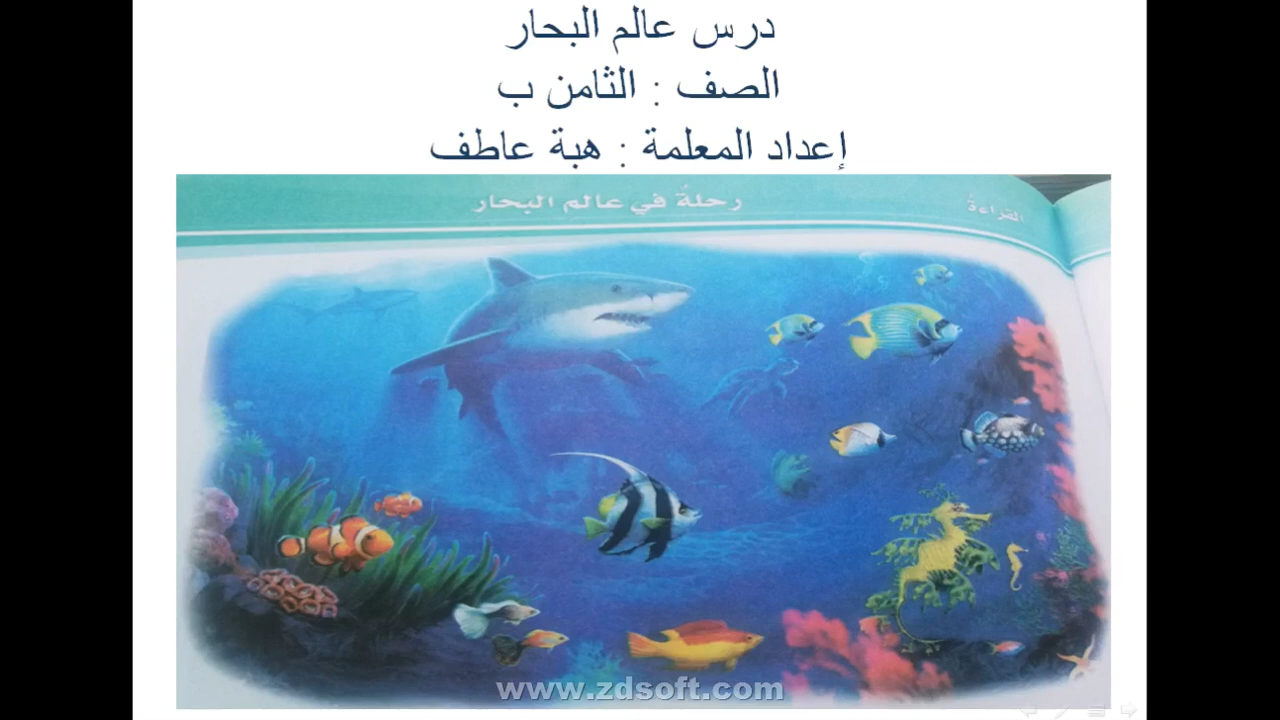 درس عالم البحار
الصف : الثامن ب
إعداد المعلمة : هبة عاطف
القراءةُ
رحلةٌ في عالم البحار
www.zdsoft.com